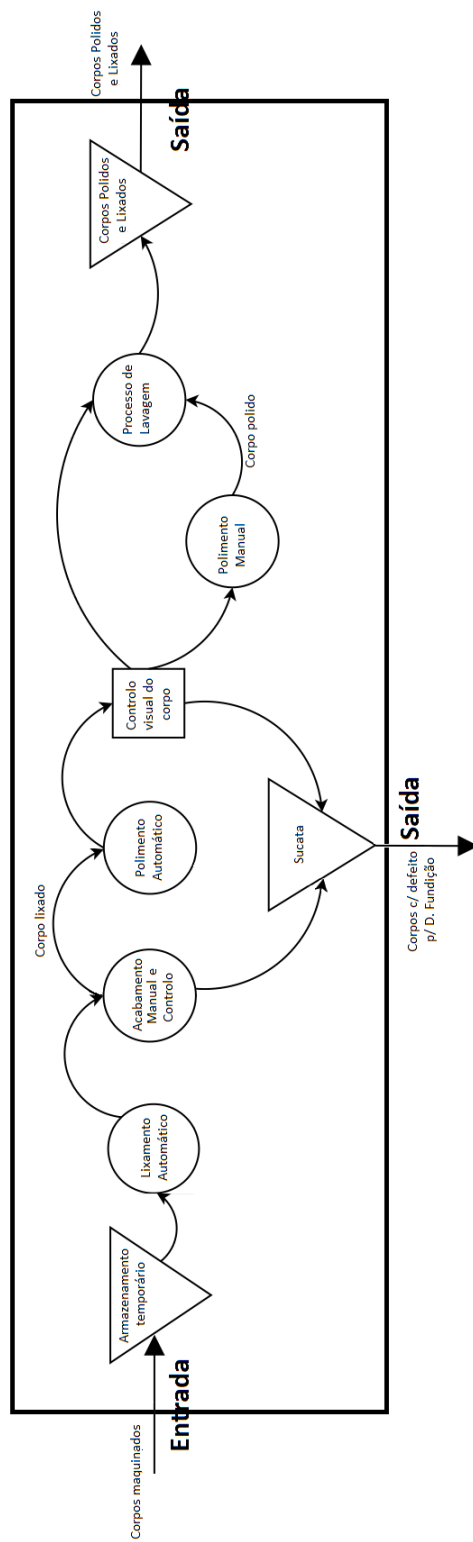 Corpos maquinados
Entrada
Armazenamento
temporário
Lixamento
Automático
Acabamento
Manual e
Controlo
Corpo lixado
Polimento
Automático
Controlo
visual do
corpo
Sucata
Saída
Corpos c/ defeito
p/ D. Fundição
Polimento
Manual
Corpo polido
Processo de
Lavagem
Corpos Polidos
e Lixados
Saída
Corpos Polidos
e Lixados